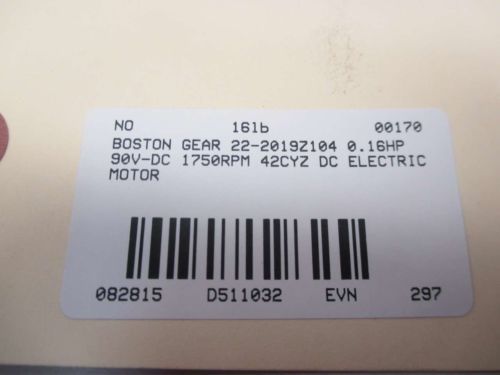 NO 16lb 00170
BOSTON GEAR 22-2019Z104 0.16HP
90V-DC 1750RPM 42CYZ DC ELECTRIC
MOTOR
082815 D511032 EVN 297